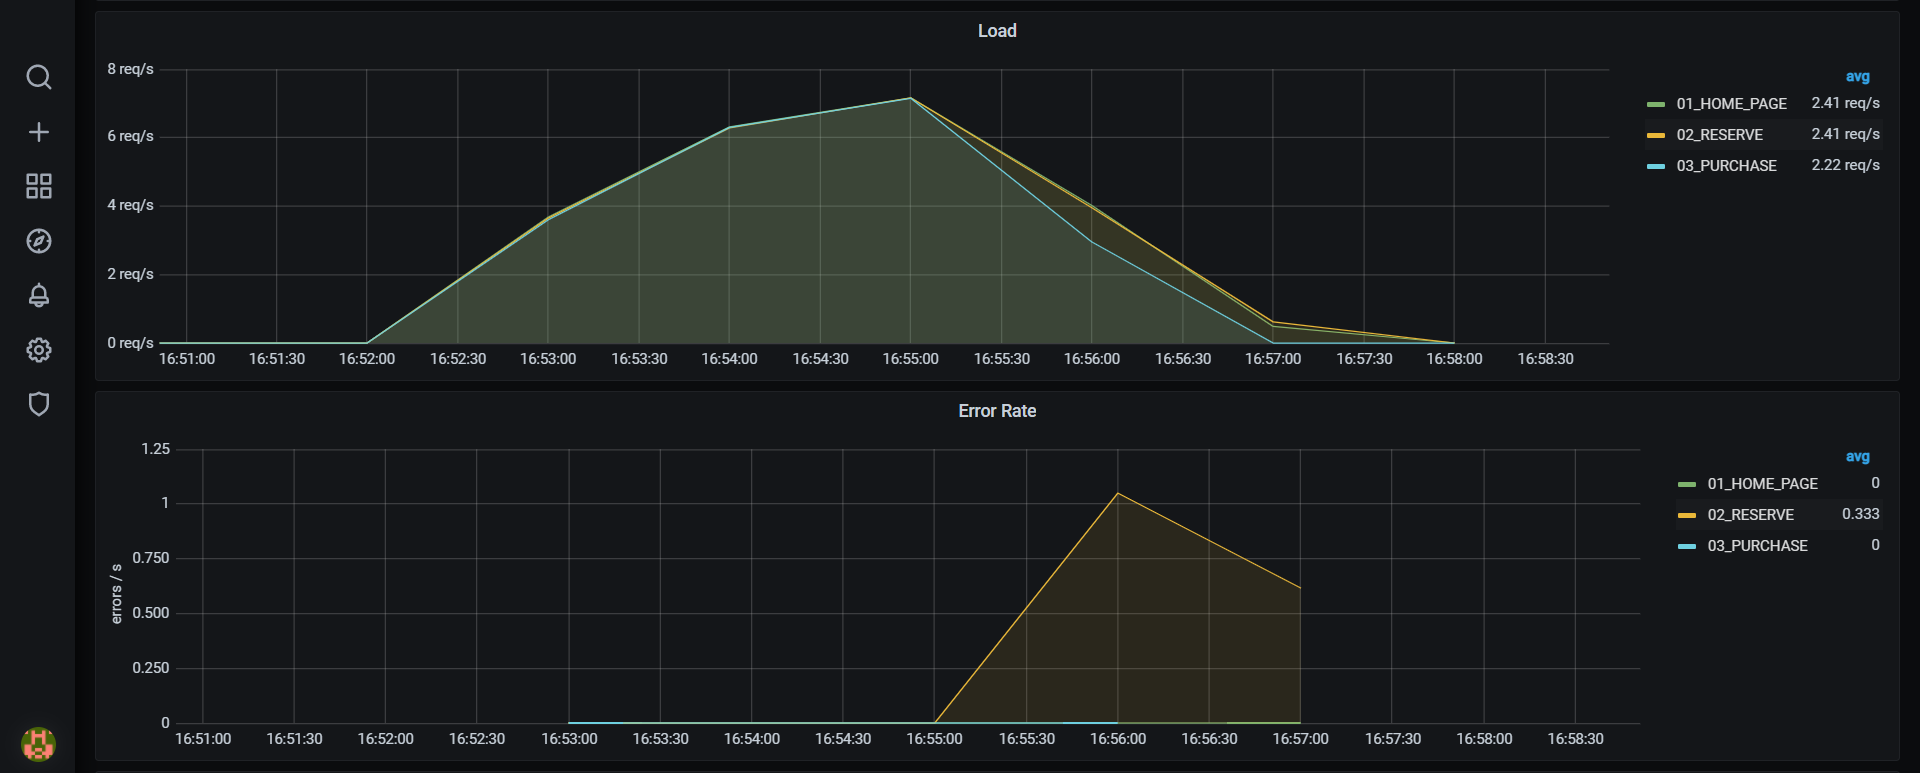 Load
8 req/s
6 req/s
4 req/s
2 req/s
0 req/s
16:51:00 16:51:30 16:52:00 16:52:30 16:53:00 16:53:30 16:54:00 16:54:30 16:55:00 16:55:30 16:56:00 16:56:30 16:57:00 16:57:30 16:58:00 16:58:30
avg
01_HOME_PAGE 2.41 req/s
02_RESERVE 2.41 req/s
03_PURCHASE 2.22 req/s
Error Rate
errors / s
1.25
1
0.750
0.500
0.250
0
16:51:00 16:51:30 16:52:00 16:52:30 16:53:00 16:53:30 16:54:00 16:54:30 16:55:00 16:55:30 16:56:00 16:56:30 16:57:00 16:57:30 16:58:00 16:58:30
avg
01_HOME_PAGE 0
02_RESERVE 0.333
03_PURCHASE 0